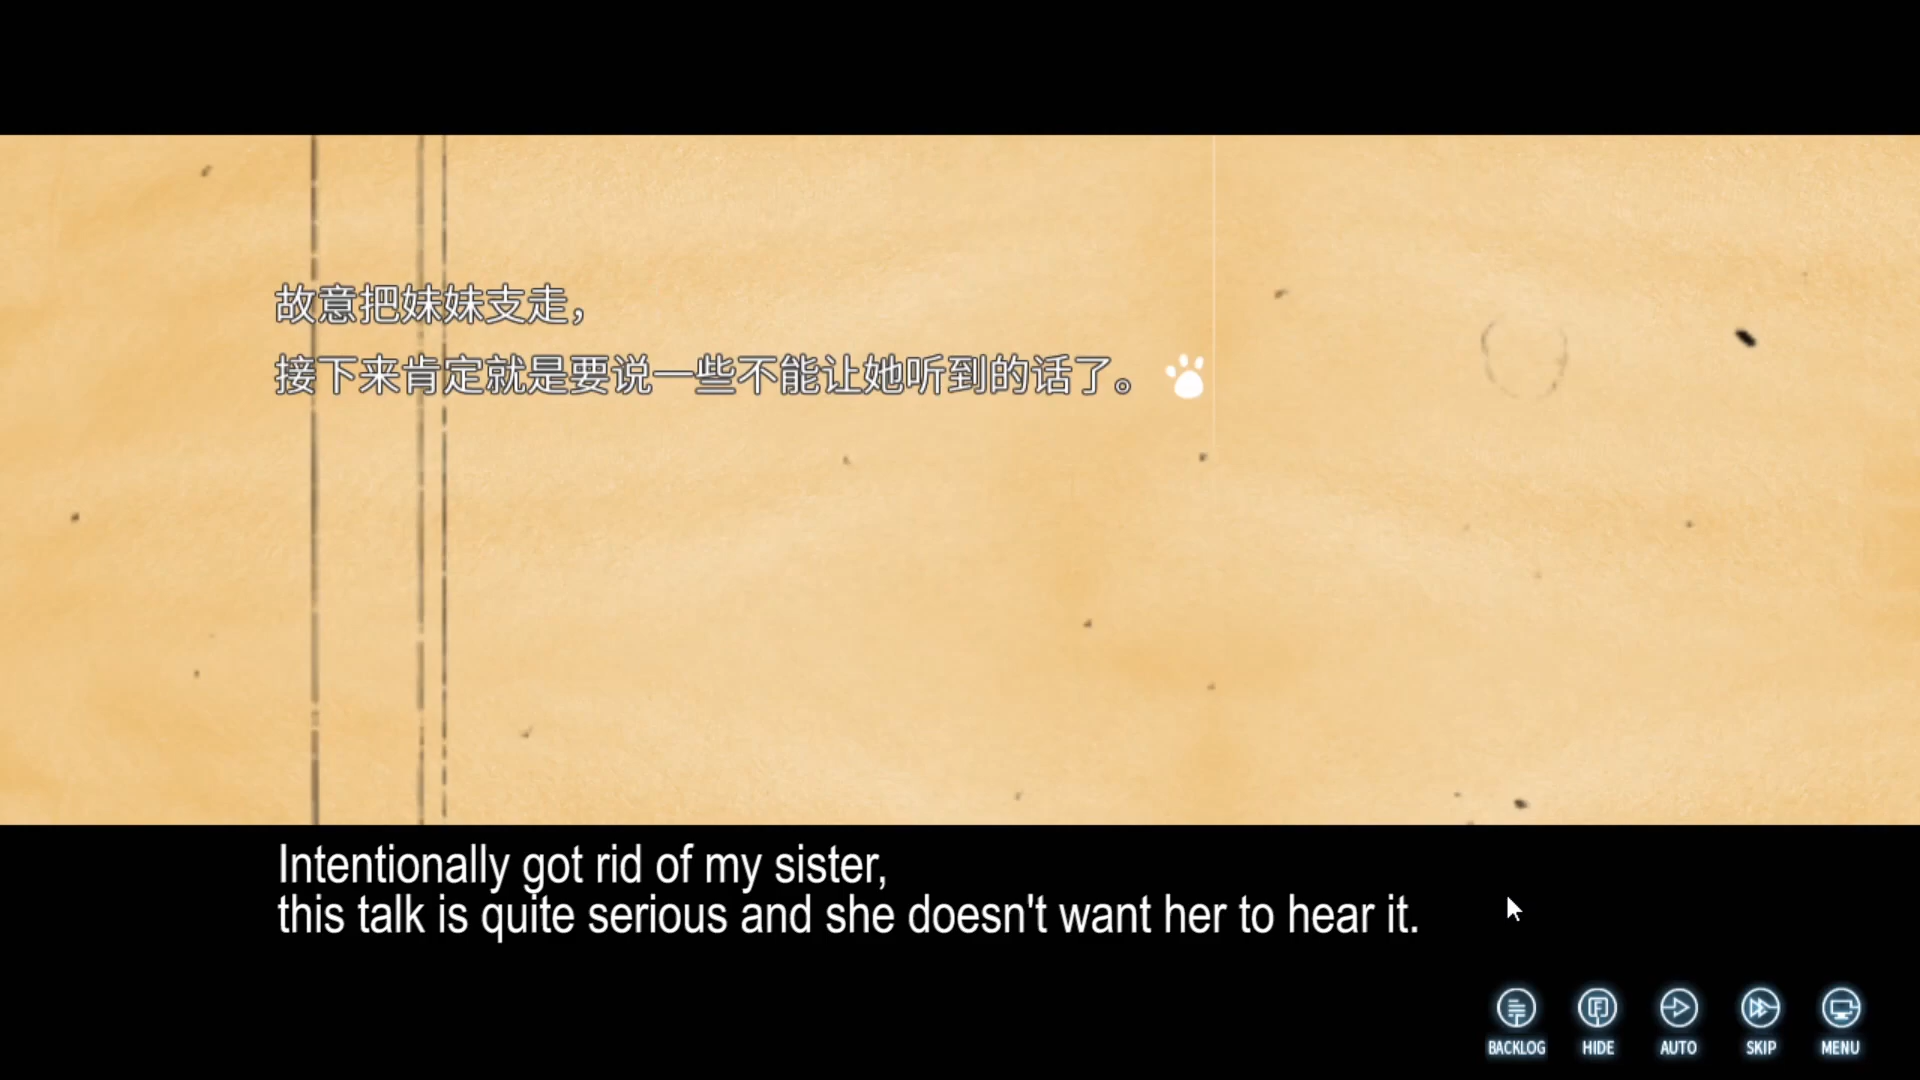 故意把妹妹支走，
接下来肯定就是要说一些不能让她听到的话了。
Intentionally got rid of my sister,
this talk is quite serious and she doesn't want her to hear it.
BACKLOG HIDE AUTO SKIP MENU